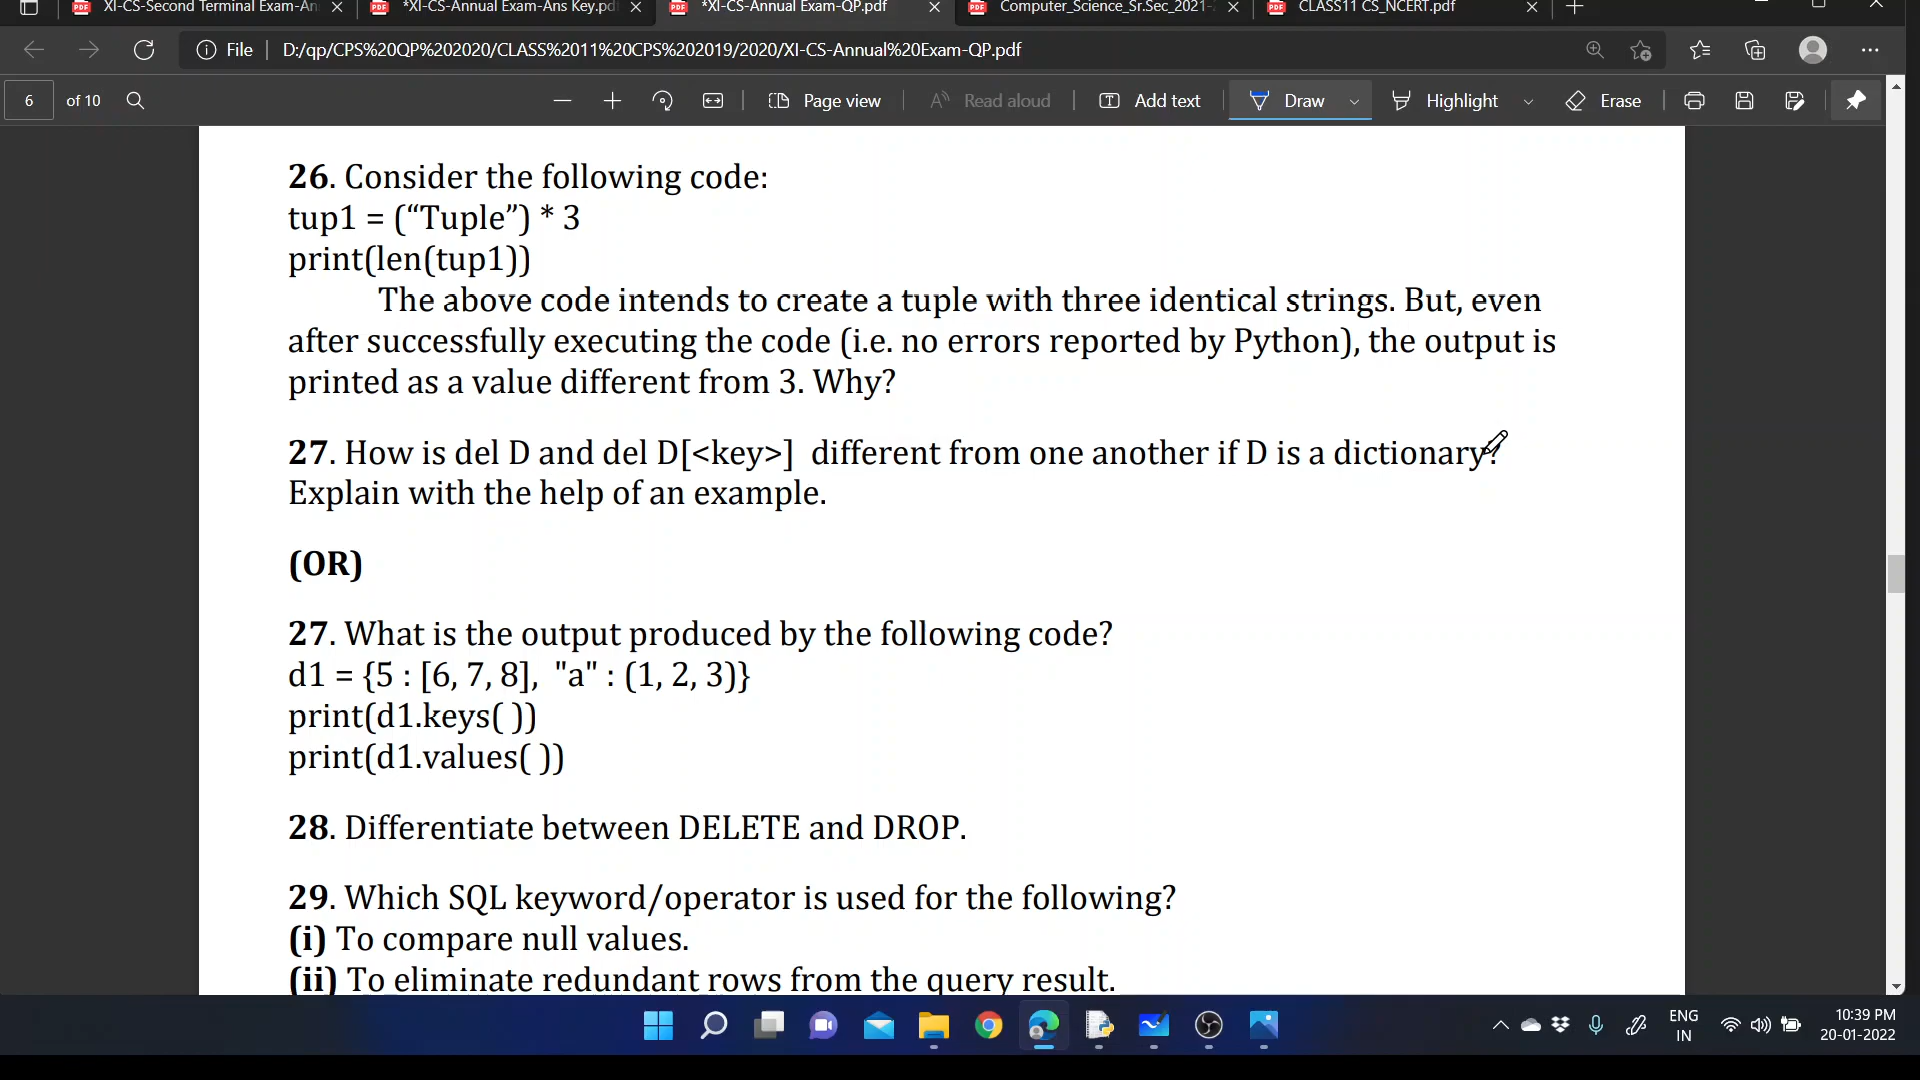 XI-CS-Second Terminal Exam-An
*XI-CS-Annual Exam-Ans Key.pdf
*XI-CS-Annual Exam-QP.pdf
Computer_Science_Sr.Sec_2021-2
CLASS11 CS_NCERT.pdf
File
D:/qp/CPS%20QP%202020/CLASS%2011%20CPS%202019/2020/XI-CS-Annual%20Exam-QP.pdf
6 of 10
Page view
Read aloud
Add text
Draw
Highlight
Erase
26. Consider the following code:
tup1 = (“Tuple”) * 3
print(len(tup1))
The above code intends to create a tuple with three identical strings. But, even
after successfully executing the code (i.e. no errors reported by Python), the output is
printed as a value different from 3. Why?
27. How is del D and del D[<key>]  different from one another if D is a dictionary?
Explain with the help of an example.
(OR)
27. What is the output produced by the following code?
d1 = {5 : [6, 7, 8],  "a" : (1, 2, 3)}
print(d1.keys( ))
print(d1.values( ))
28. Differentiate between DELETE and DROP.
29. Which SQL keyword/operator is used for the following?
(i) To compare null values.
(ii) To eliminate redundant rows from the query result.
ENG
IN
10:39 PM
20-01-2022